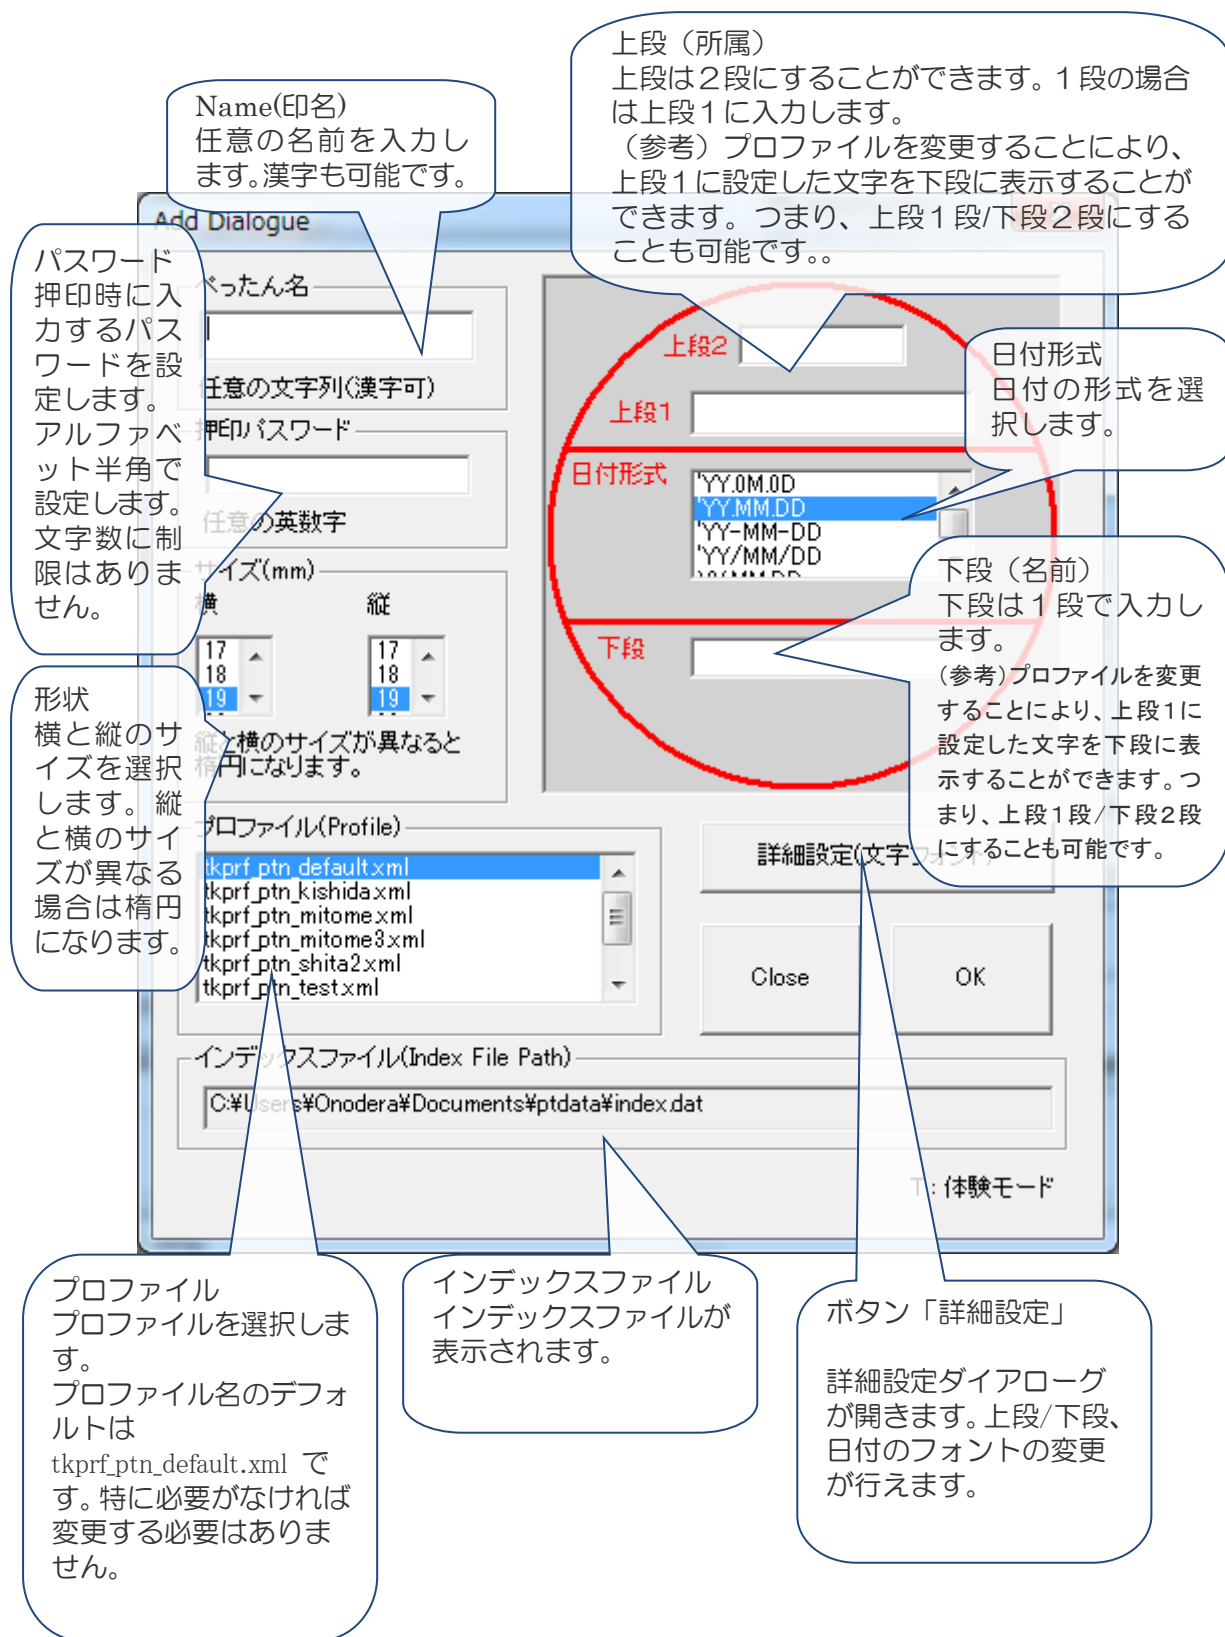 上段（所属）
上段は２段にすることができます。１段の場合
は上段１に入力します。
（参考）プロファイルを変更することにより、
上段１に設定した文字を下段に表示することが
できます。つまり、上段１段/下段２段にする
ことも可能です。。
Name(印名)
任意の名前を入力し
ます。漢字も可能です。
Add Dialogue
パスワード
押印時に入
力するパス
ワードを設
定します。
アルファベ
ット半角で
設定します。
文字数に制
限はありま
せん。
ぺったん名
任意の文字列(漢字可)
押印パスワード
任意の英数字
サイズ(mm)
横
縦
17
18
19
17
18
19
縦と横のサイズが異なると
楕円になります。
上段2
上段1
日付形式
'YY.0M.0D
'YY.MM.DD
'YY-MM-DD
'YY/MM/DD
下段
日付形式
日付の形式を選
択します。
下段（名前）
下段は１段で入力し
ます。
(参考)プロファイルを変更
することにより、上段１に
設定した文字を下段に表
示することができます。つ
まり、上段１段/下段２段
にすることも可能です。
形状
横と縦のサ
イズを選択
します。縦
と横のサイ
ズが異なる
場合は楕円
になります。
プロファイル(Profile)
tkprf_ptn_default.xml
tkprf_ptn_kishida.xml
tkprf_ptn_mitome.xml
tkprf_ptn_mitome3.xml
tkprf_ptn_shita2.xml
tkprf_ptn_test.xml
詳細設定(文字フォント)
Close
OK
インデックスファイル(Index File Path)
C:¥Users¥Onodera¥Documents¥ptdata¥index.dat
T : 体験モード
プロファイル
プロファイルを選択しま
す。
プロファイル名のデフォ
ルトは
tkprf_ptn_default.xml で
す。特に必要がなければ
変更する必要はありま
せん。
インデックスファイル
インデックスファイルが
表示されます。
ボタン「詳細設定」
詳細設定ダイアローグ
が開きます。上段/下段、
日付のフォントの変更
が行えます。